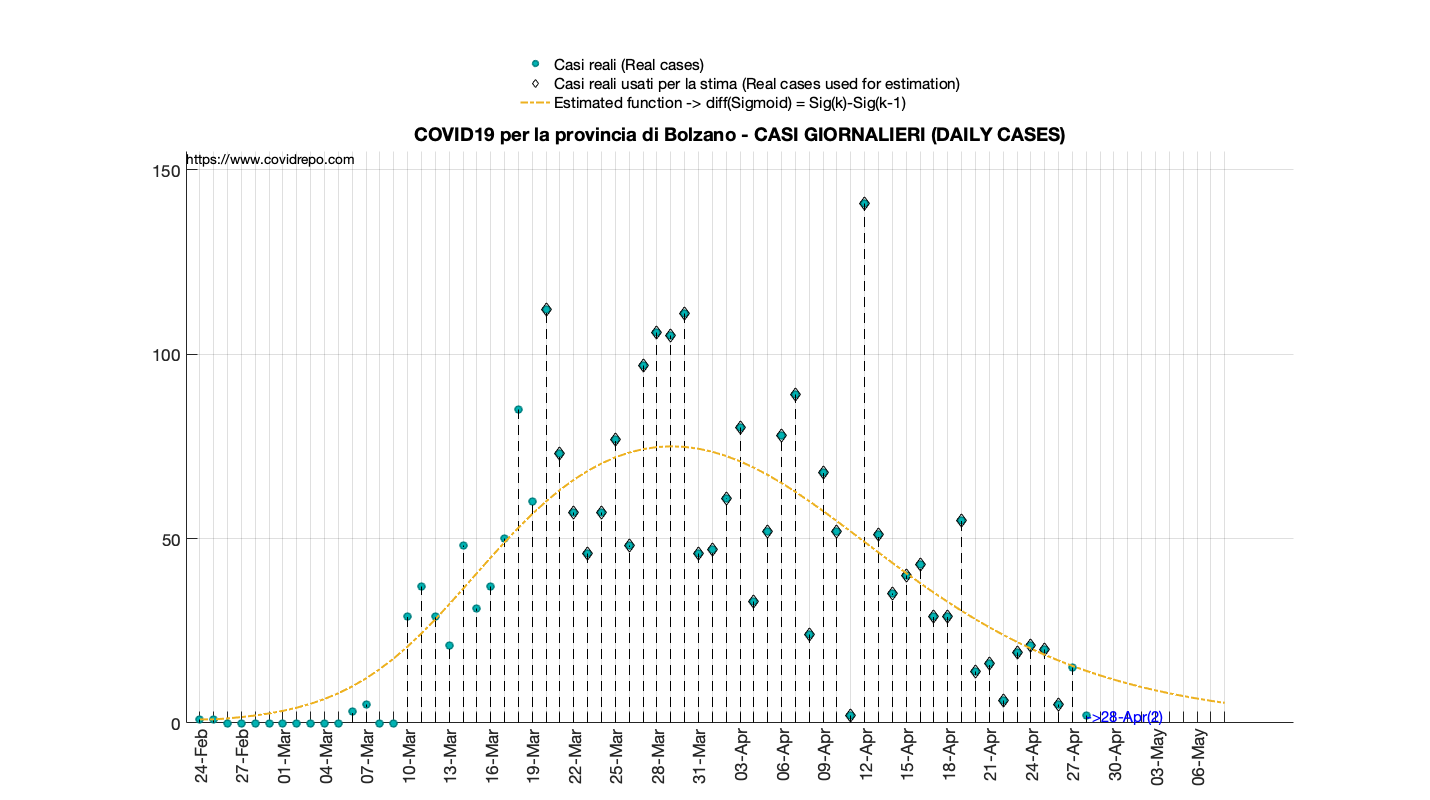 Casi reali (Real cases)
Casi reali usati per la stima (Real cases used for estimation)
Estimated function -> diff(Sigmoid) = Sig(k)-Sig(k-1)
COVID19 per la provincia di Bolzano - CASI GIORNALIERI (DAILY CASES)
https://www.covidrepo.com
150
100
50
0
->28-Apr(2)
24-Feb
27-Feb
01-Mar
04-Mar
07-Mar
10-Mar
13-Mar
16-Mar
19-Mar
22-Mar
25-Mar
28-Mar
31-Mar
03-Apr
06-Apr
09-Apr
12-Apr
15-Apr
18-Apr
21-Apr
24-Apr
27-Apr
30-Apr
03-May
06-May